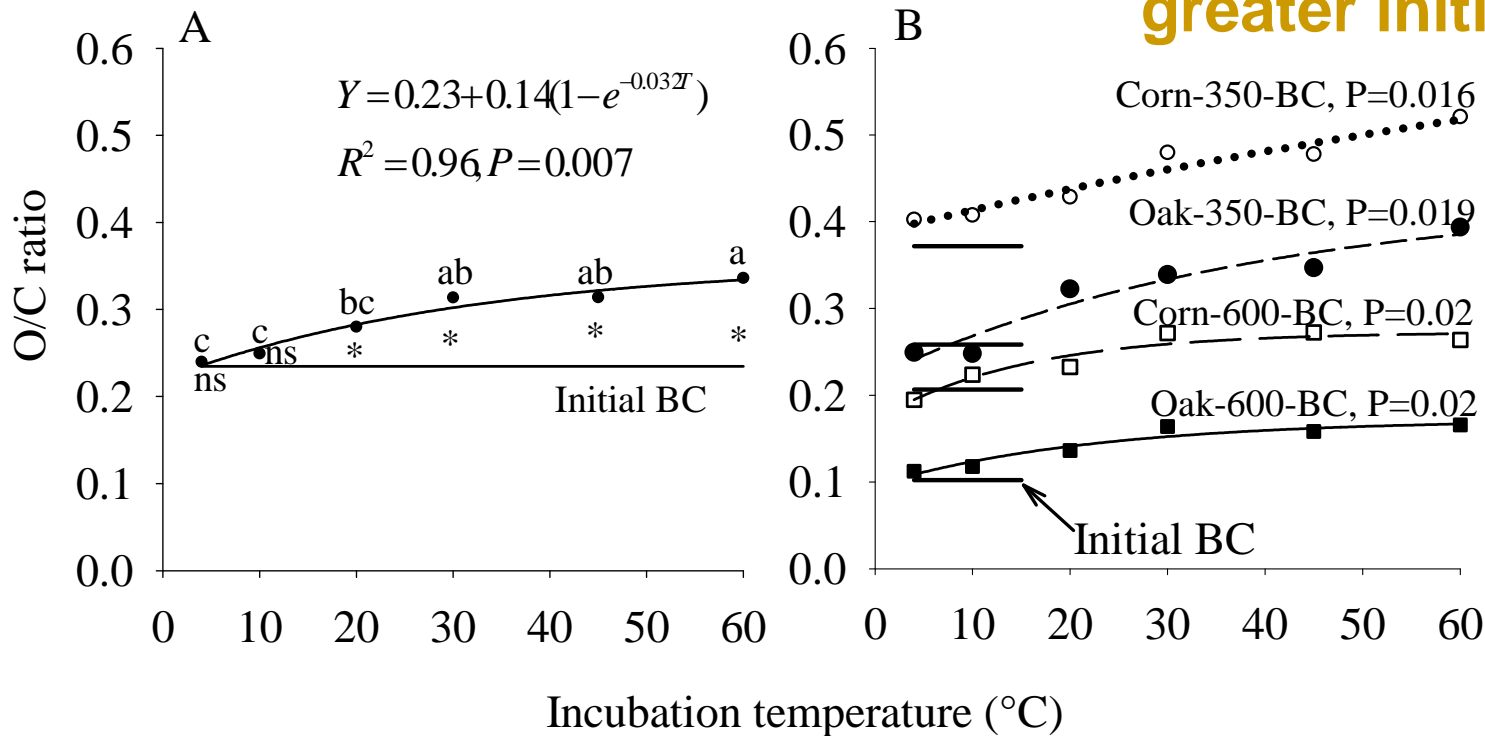 greater initi
A
B
Y=0.23+0.14(1−e^−0.032T)
R²=0.96, P=0.007
O/C ratio
0.6
0.5
0.4
0.3
0.2
0.1
0.0
c
c
bc
ab
ab
a
ns
ns
*
*
*
*
Initial BC
0 10 20 30 40 50 60
0.6
0.5
0.4
0.3
0.2
0.1
0.0
Corn-350-BC, P=0.016
Oak-350-BC, P=0.019
Corn-600-BC, P=0.02
Oak-600-BC, P=0.02
Initial BC
0 10 20 30 40 50 60
Incubation temperature (°C)